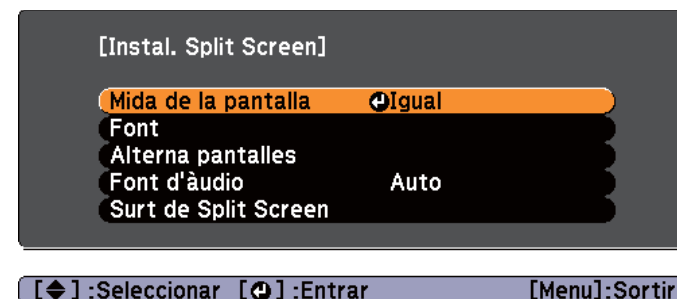 [Instal. Split Screen]
Mida de la pantalla Igual
Font
Alterna pantalles
Font d'àudio Auto
Surt de Split Screen
[◆] :Seleccionar [↵] :Entrar [Menu]:Sortir